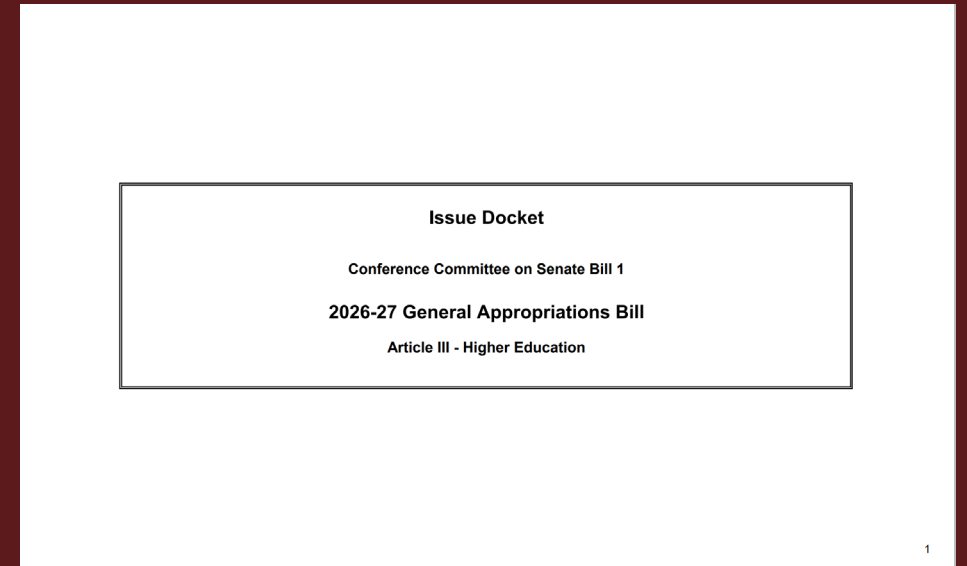 Issue Docket
Conference Committee on Senate Bill 1
2026-27 General Appropriations Bill
Article III - Higher Education
1